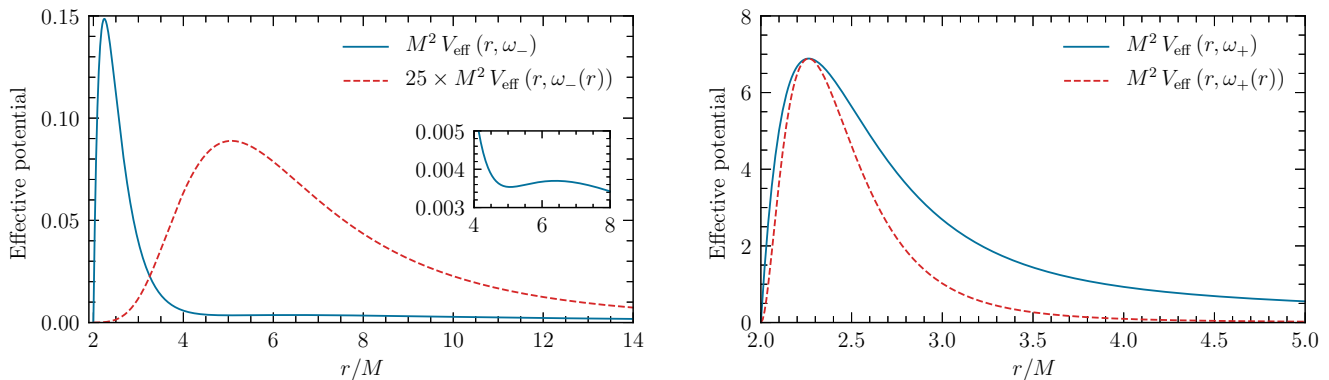 0.15
0.10
0.05
0.00
Effective potential
M² V_eff (r, ω₋)
25 × M² V_eff (r, ω₋(r))
0.005
0.004
0.003
4 6 8
2 4 6 8 10 12 14
r/M
8
6
4
2
0
Effective potential
M² V_eff (r, ω₊)
M² V_eff (r, ω₊(r))
2.0 2.5 3.0 3.5 4.0 4.5 5.0
r/M